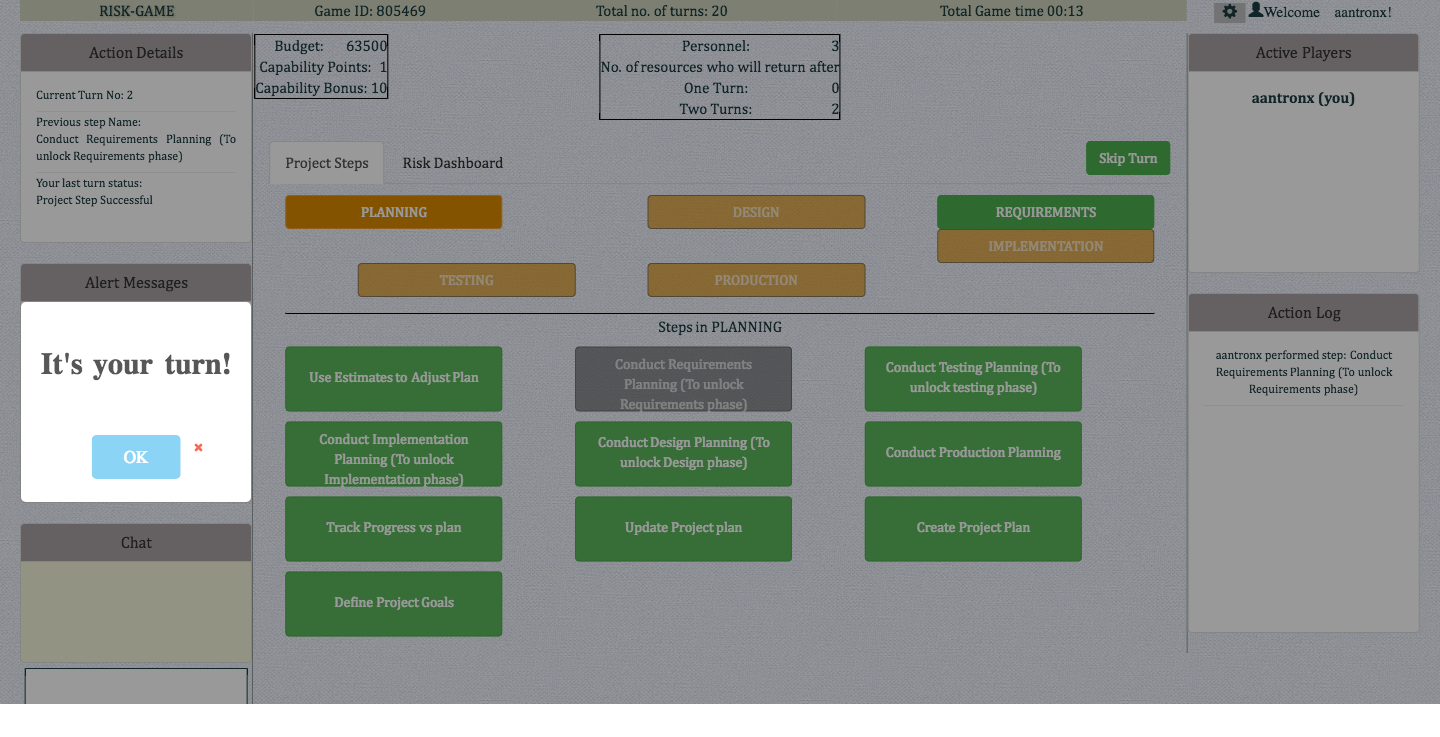 RISK-GAME Game ID: 805469 Total no. of turns: 20 Total Game time 00:13
Welcome aantronx!
Action Details
Current Turn No: 2
Previous step Name:
Conduct Requirements Planning (To
unlock Requirements phase)
Your last turn status:
Project Step Successful
Alert Messages
It's your turn!
OK
Chat
Budget: 63500
Capability Points: 1
Capability Bonus: 10
Personnel: 3
No. of resources who will return after
One Turn: 0
Two Turns: 2
Project Steps
Risk Dashboard
Skip Turn
PLANNING
DESIGN
REQUIREMENTS
IMPLEMENTATION
TESTING
PRODUCTION
Steps in PLANNING
Use Estimates to Adjust Plan
Conduct Requirements
Planning (To unlock
Requirements phase)
Conduct Testing Planning (To
unlock testing phase)
Conduct Implementation
Planning (To unlock
Implementation phase)
Conduct Design Planning (To
unlock Design phase)
Conduct Production Planning
Track Progress vs plan
Update Project plan
Create Project Plan
Define Project Goals
Active Players
aantronx (you)
Action Log
aantronx performed step: Conduct
Requirements Planning (To unlock
Requirements phase)